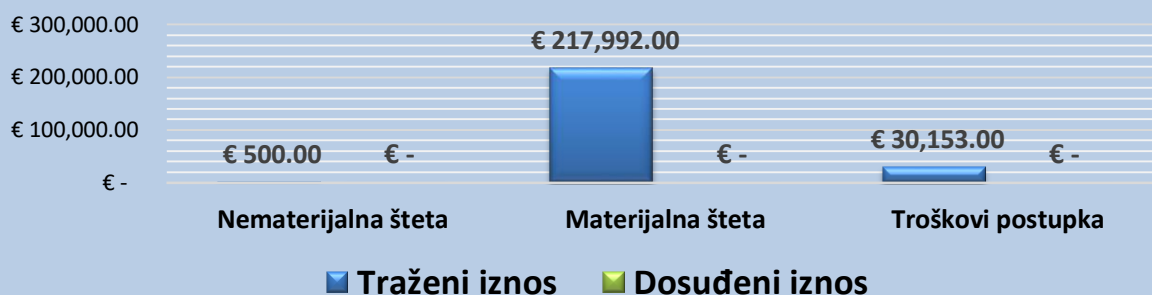 € 300,000.00
€ 217,992.00
€ 200,000.00
€ 100,000.00
€ 500.00 € - € - € 30,153.00 € -
€ -
Nematerijalna šteta Materijalna šteta Troškovi postupka
Traženi iznos Dosuđeni iznos